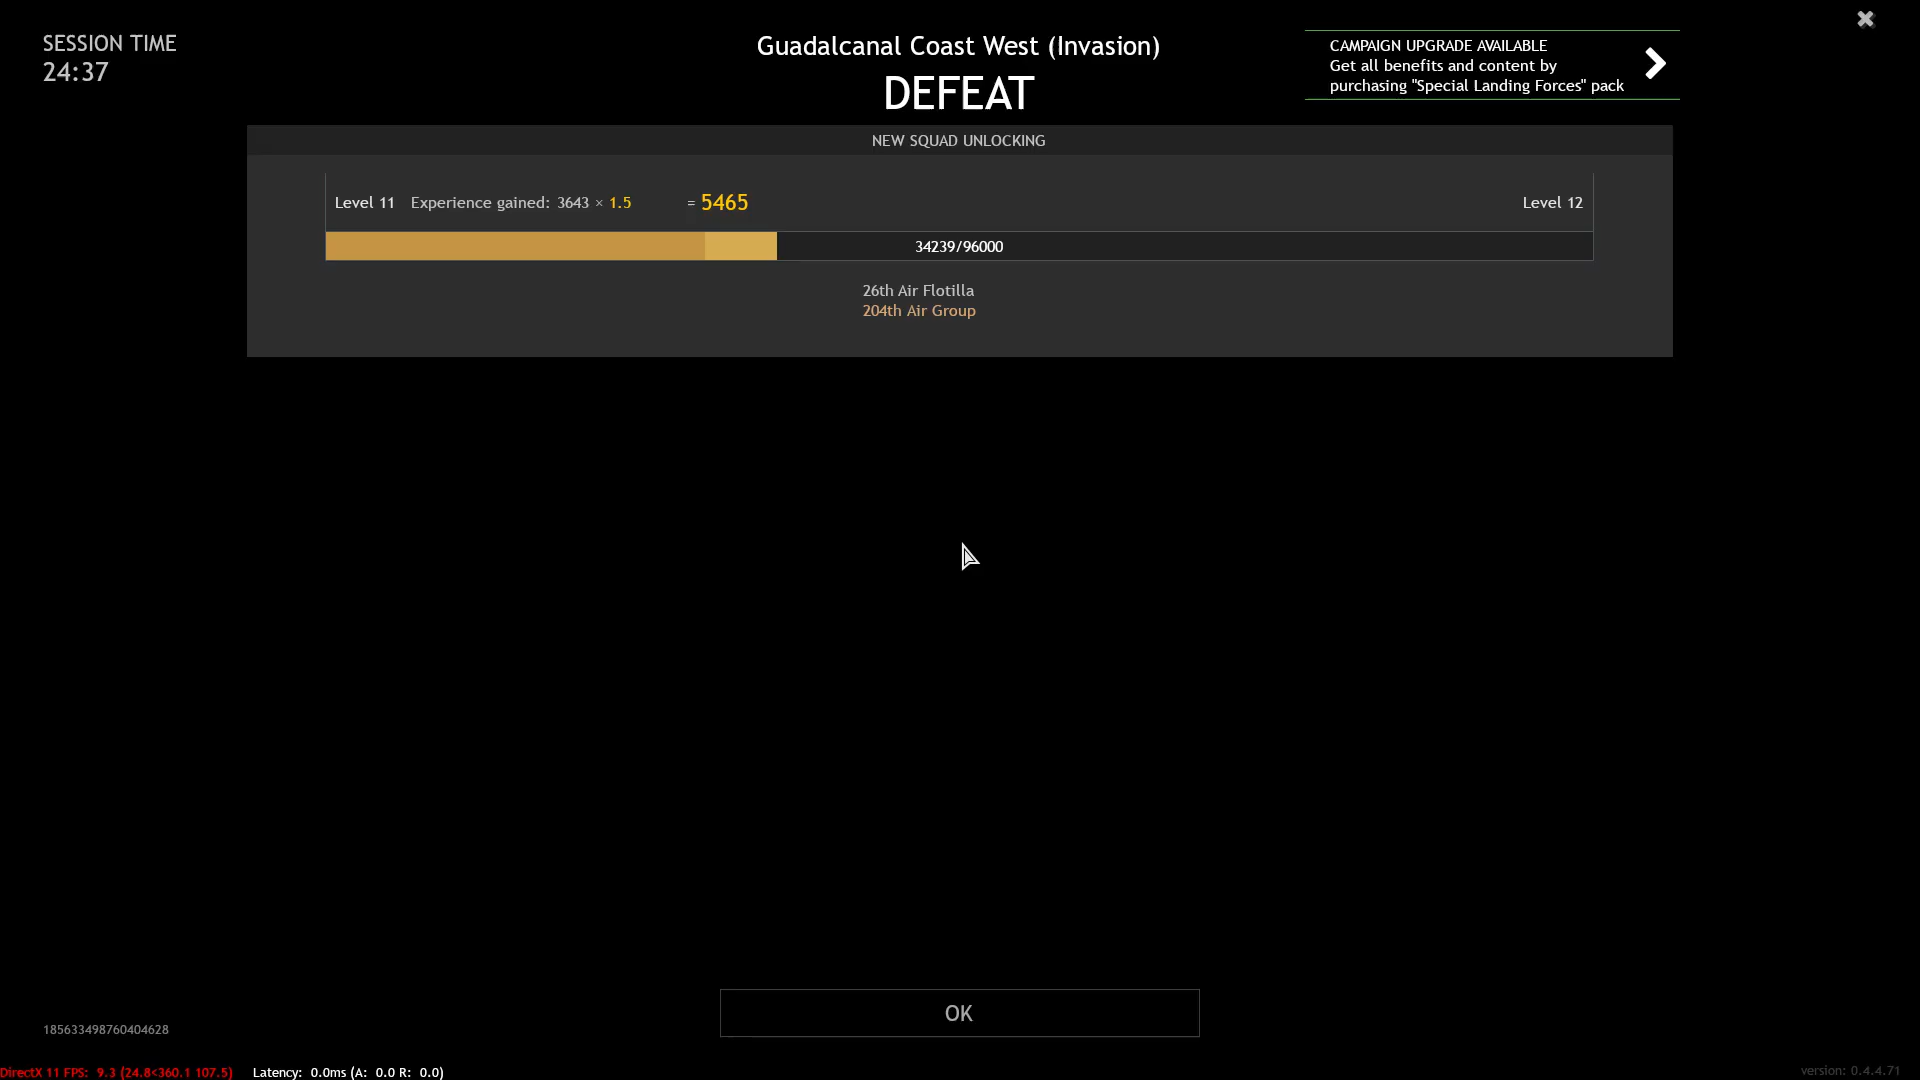 SESSION TIME
24:37
Guadalcanal Coast West (Invasion)
DEFEAT
CAMPAIGN UPGRADE AVAILABLE
Get all benefits and content by
purchasing "Special Landing Forces" pack
NEW SQUAD UNLOCKING
Level 11 Experience gained: 3643 × 1.5 = 5465 Level 12
34239/96000
26th Air Flotilla
204th Air Group
OK
185633498760404628
DirectX 11 FPS: 9.3 (24.8<360.1 107.5) Latency: 0.0ms (A: 0.0 R: 0.0)
version: 0.4.4.71